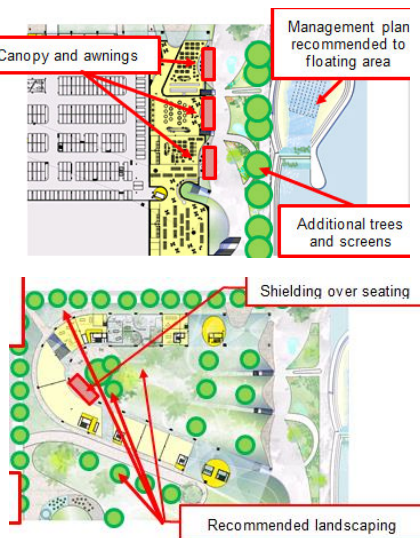 Management plan
recommended to
floating area
Canopy and awnings
Additional trees
and screens
Shielding over seating
Recommended landscaping